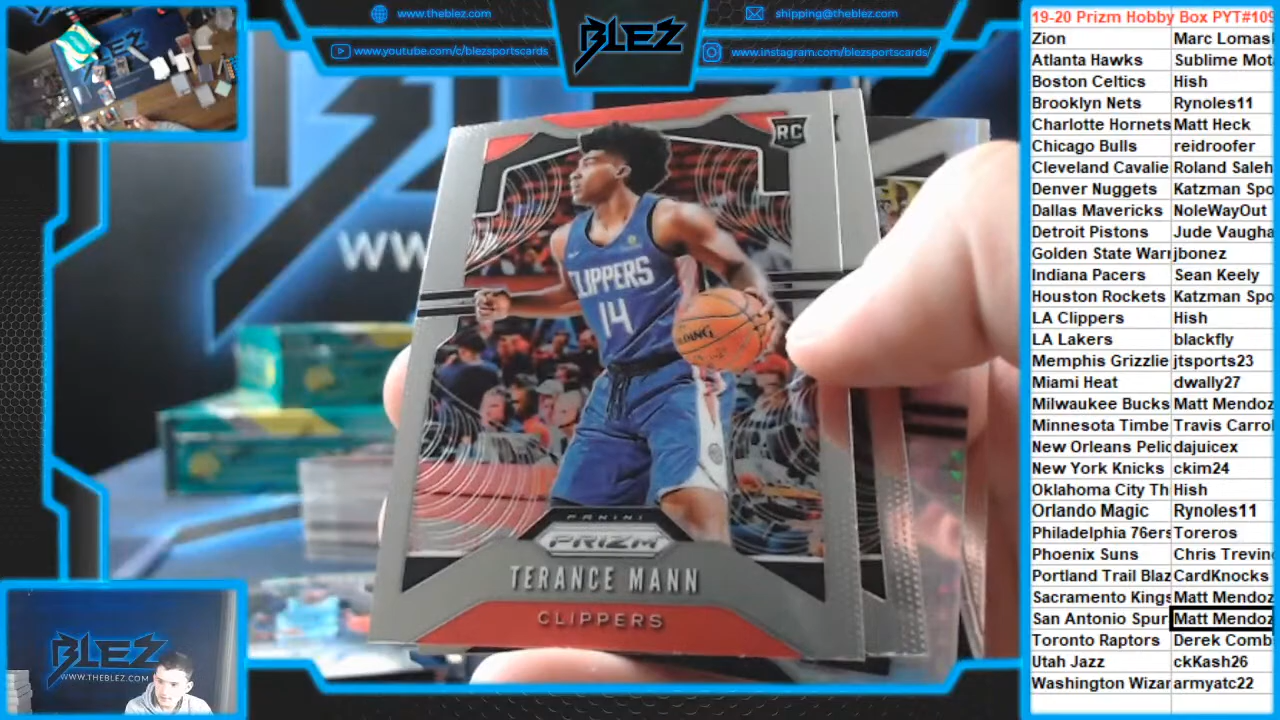 www.theblez.com
shipping@theblez.com
www.youtube.com/c/blezsportscards
BLEZ
www.instagram.com/blezsportscards/
RC
CLIPPERS
14
PANINI
PRIZM
TERANCE MANN
CLIPPERS
WW
BLEZ
WWW.THEBLEZ.COM
19-20 Prizm Hobby Box PYT#109
Zion Marc Lomas
Atlanta Hawks Sublime Mot
Boston Celtics Hish
Brooklyn Nets Rynoles11
Charlotte Hornets Matt Heck
Chicago Bulls reidroofer
Cleveland Cavalie Roland Saleh
Denver Nuggets Katzman Spo
Dallas Mavericks NoleWayOut
Detroit Pistons Jude Vaugha
Golden State Warr jbonez
Indiana Pacers Sean Keely
Houston Rockets Katzman Spo
LA Clippers Hish
LA Lakers blackfly
Memphis Grizzlie jtsports23
Miami Heat dwally27
Milwaukee Bucks Matt Mendoz
Minnesota Timbe Travis Carrol
New Orleans Pelic dajuicex
New York Knicks ckim24
Oklahoma City Th Hish
Orlando Magic Rynoles11
Philadelphia 76ers Toreros
Phoenix Suns Chris Trevin
Portland Trail Blaz CardKnocks
Sacramento Kings Matt Mendoz
San Antonio Spur Matt Mendoz
Toronto Raptors Derek Comb
Utah Jazz ckKash26
Washington Wizar armyatc22